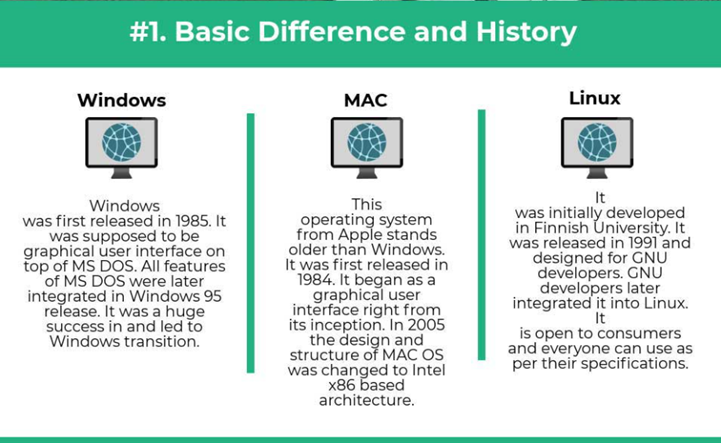 #1. Basic Difference and History
Windows
Windows
was first released in 1985. It
was supposed to be
graphical user interface on
top of MS DOS. All features
of MS DOS were later
integrated in Windows 95
release. It was a huge
success in and led to
Windows transition.
MAC
This
operating system
from Apple stands
older than Windows.
It was first released in
1984. It began as a
graphical user
interface right from
its inception. In 2005
the design and
structure of MAC OS
was changed to Intel
x86 based
architecture.
Linux
It
was initially developed
in Finnish University. It
was released in 1991 and
designed for GNU
developers. GNU
developers later
integrated it into Linux.
It
is open to consumers
and everyone can use as
per their specifications.